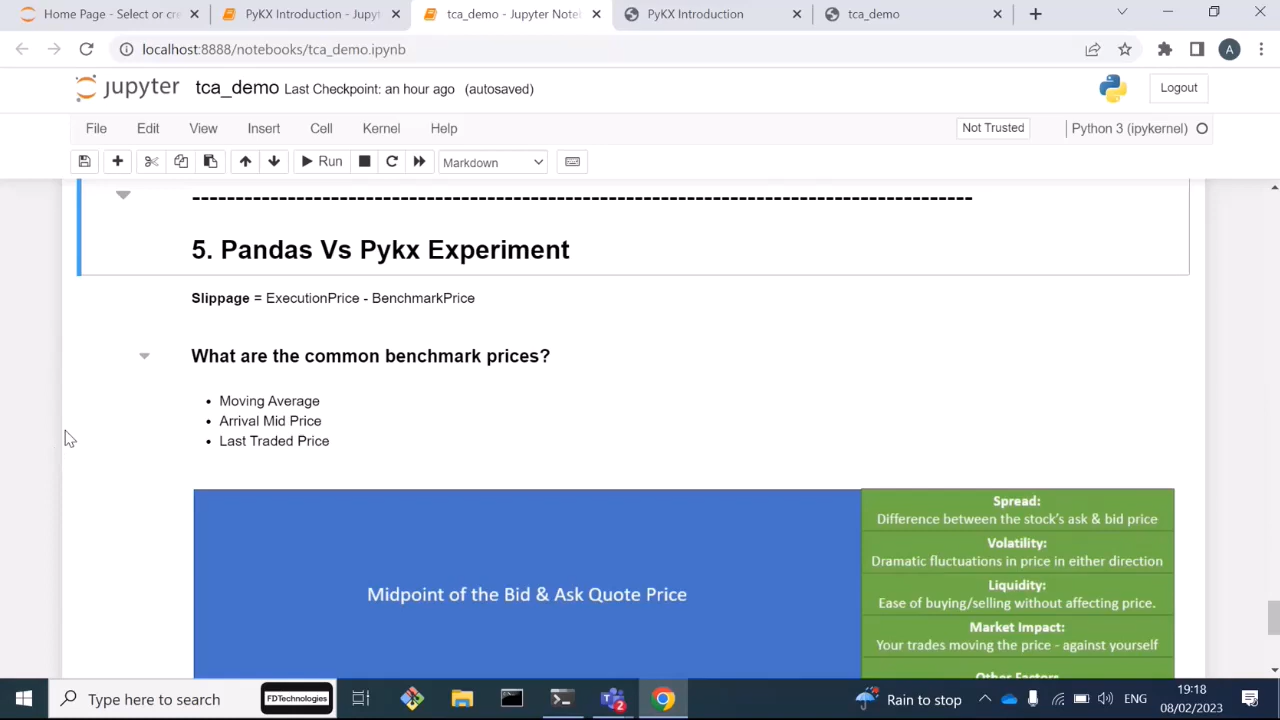 Home Page - Select or cre
PyKX Introduction - Jupyt
tca_demo - Jupyter Noteb
PyKX Introduction
tca_demo
localhost:8888/notebooks/tca_demo.ipynb
A
jupyter tca_demo Last Checkpoint: an hour ago (autosaved)
Logout
File Edit View Insert Cell Kernel Help
Not Trusted
Python 3 (ipykernel)
Run
Markdown
-----------------------------------------------------------------------------------------
5. Pandas Vs Pykx Experiment
Slippage = ExecutionPrice - BenchmarkPrice
What are the common benchmark prices?
• Moving Average
• Arrival Mid Price
• Last Traded Price
Midpoint of the Bid & Ask Quote Price
Spread:
Difference between the stock's ask & bid price
Volatility:
Dramatic fluctuations in price in either direction
Liquidity:
Ease of buying/selling without affecting price.
Market Impact:
Your trades moving the price - against yourself
Other Factors
Type here to search
FDTechnologies
2
Rain to stop
ENG
19:18
08/02/2023